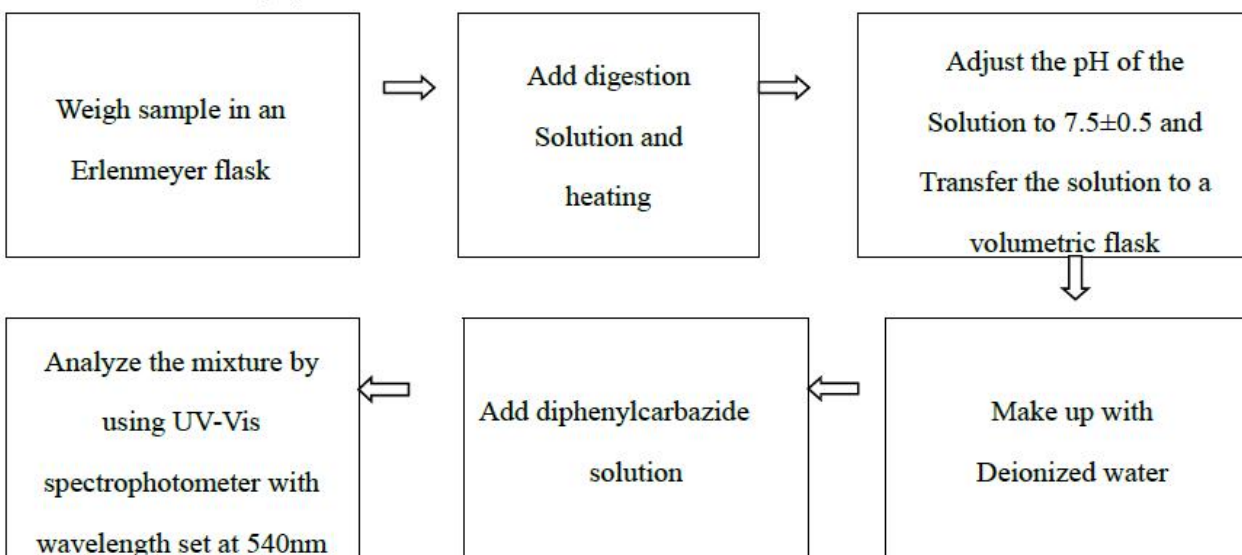 Weigh sample in an
Erlenmeyer flask
Add digestion
Solution and
heating
Adjust the pH of the
Solution to 7.5±0.5 and
Transfer the solution to a
volumetric flask
Make up with
Deionized water
Add diphenylcarbazide
solution
Analyze the mixture by
using UV-Vis
spectrophotometer with
wavelength set at 540nm